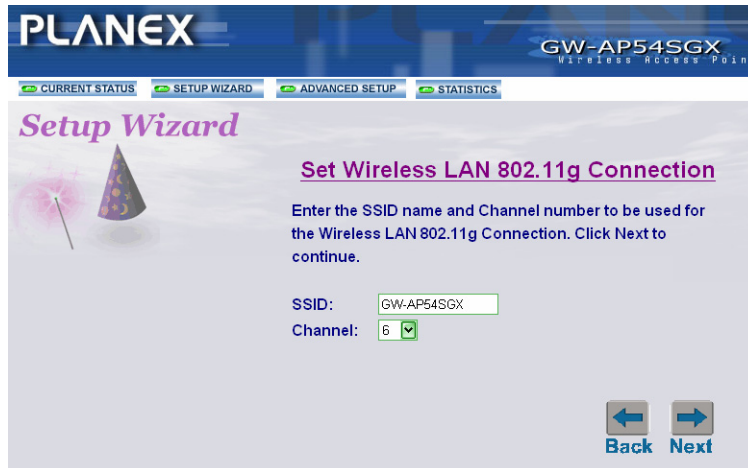 PLANEX
GW-AP54SGX
Wireless Access Poin
CURRENT STATUS SETUP WIZARD ADVANCED SETUP STATISTICS
Setup Wizard
Set Wireless LAN 802.11g Connection
Enter the SSID name and Channel number to be used for
the Wireless LAN 802.11g Connection. Click Next to
continue.
SSID: GW-AP54SGX
Channel: 6
Back Next